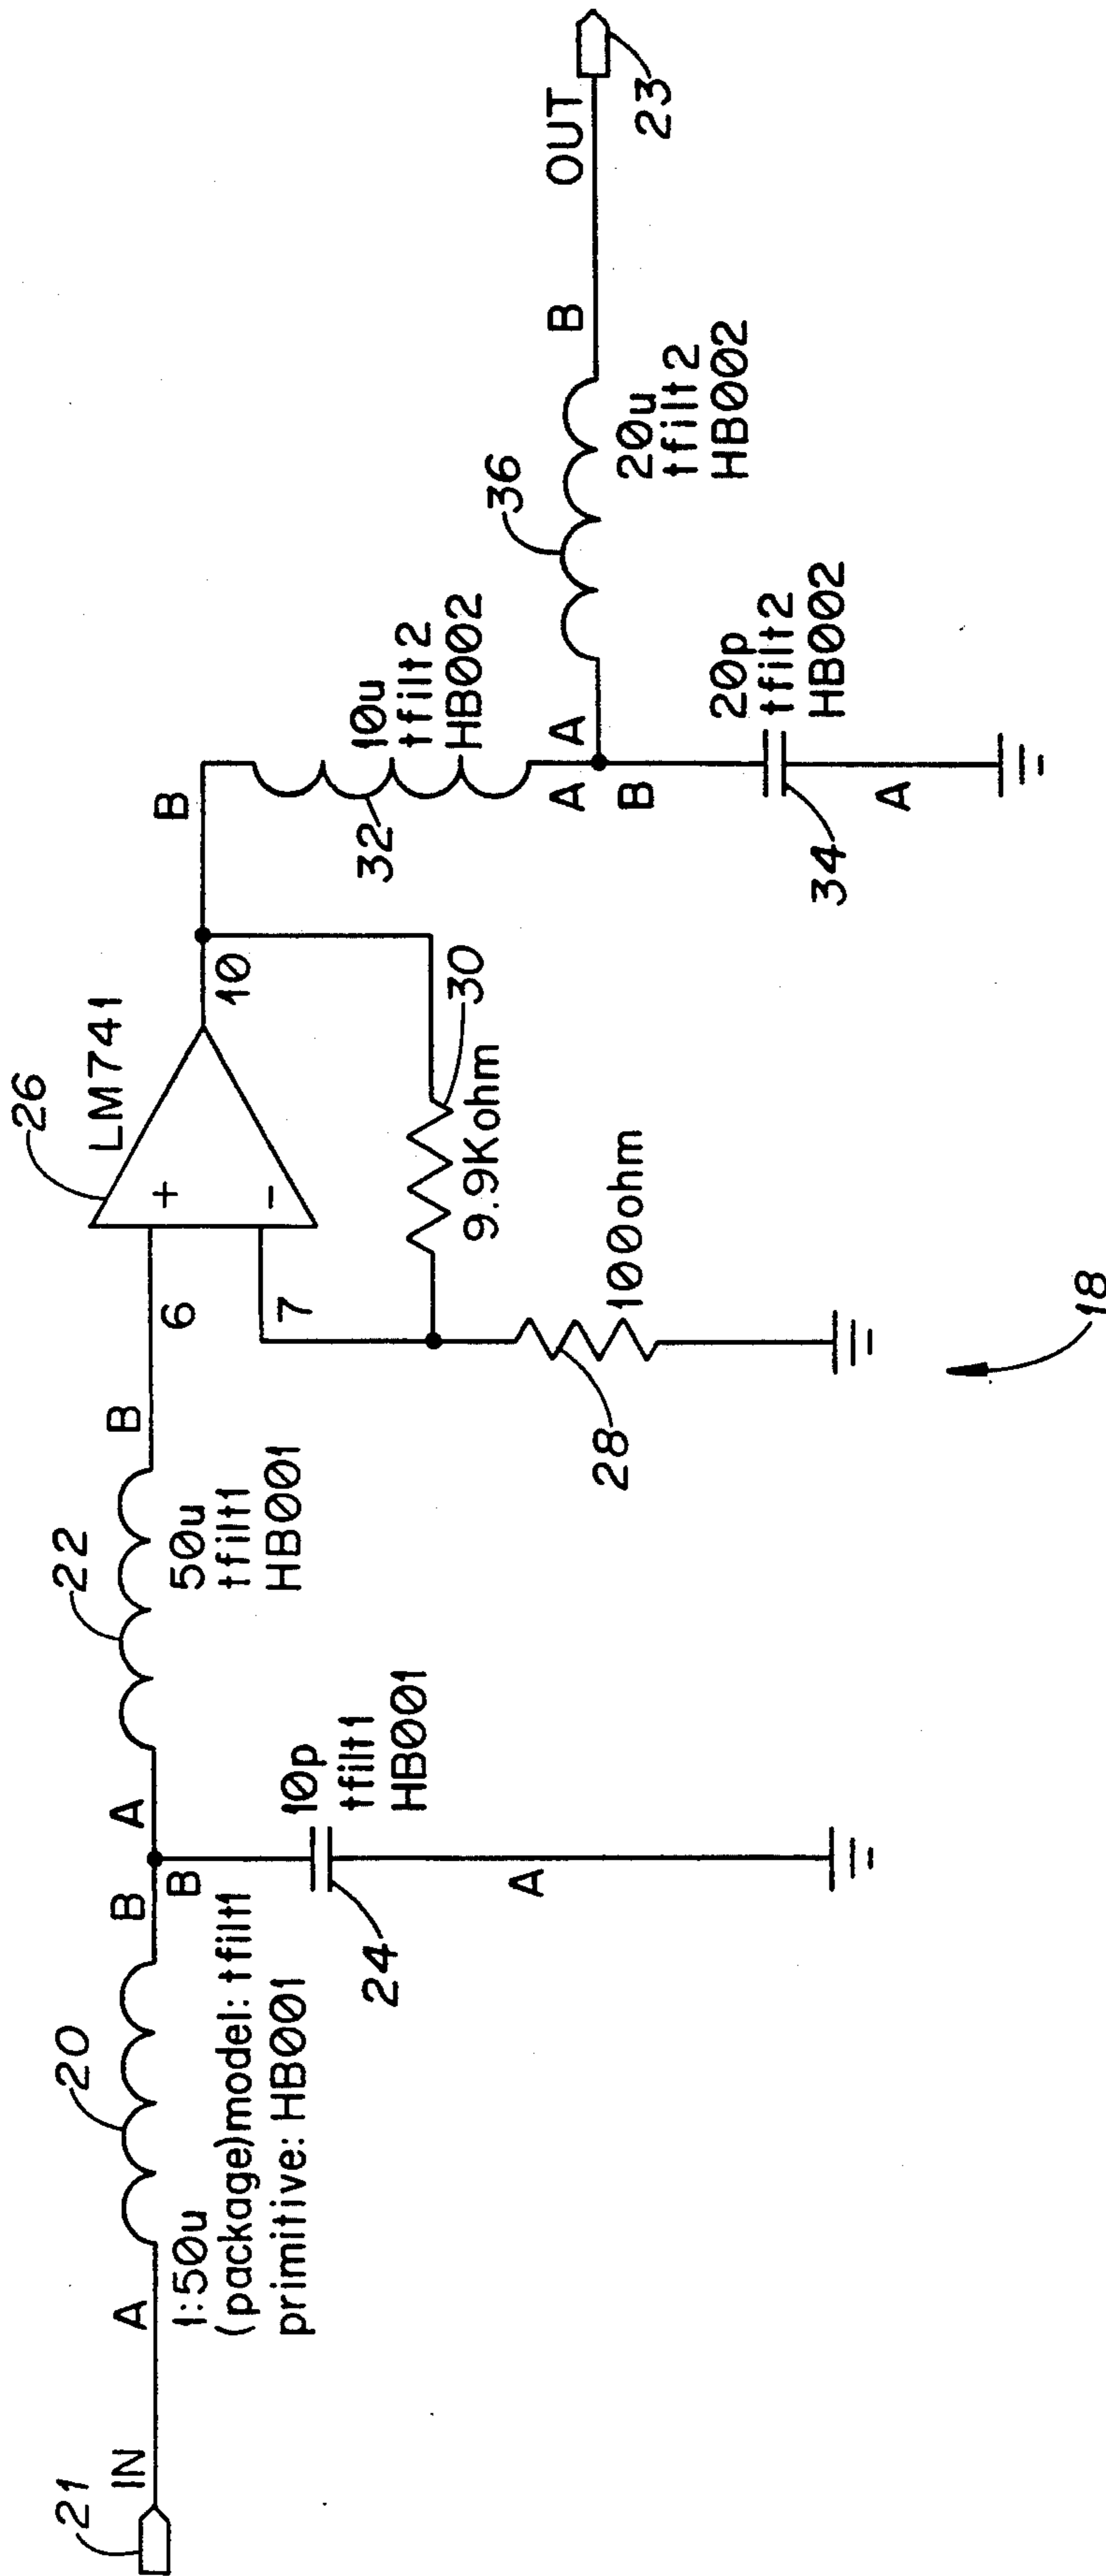 21
IN
A
20
1:50u
(package)model: tfilt1
primitive: HB001
B
B
A
24
10p
tfilt1
HB001
A
22
50u
tfilt1
HB001
B
6
7
26
LM741
+
-
10
28
100ohm
30
9.9Kohm
B
32
10u
tfilt2
HB002
A
A
B
34
20p
tfilt2
HB002
A
36
20u
tfilt2
HB002
B
OUT
23
18